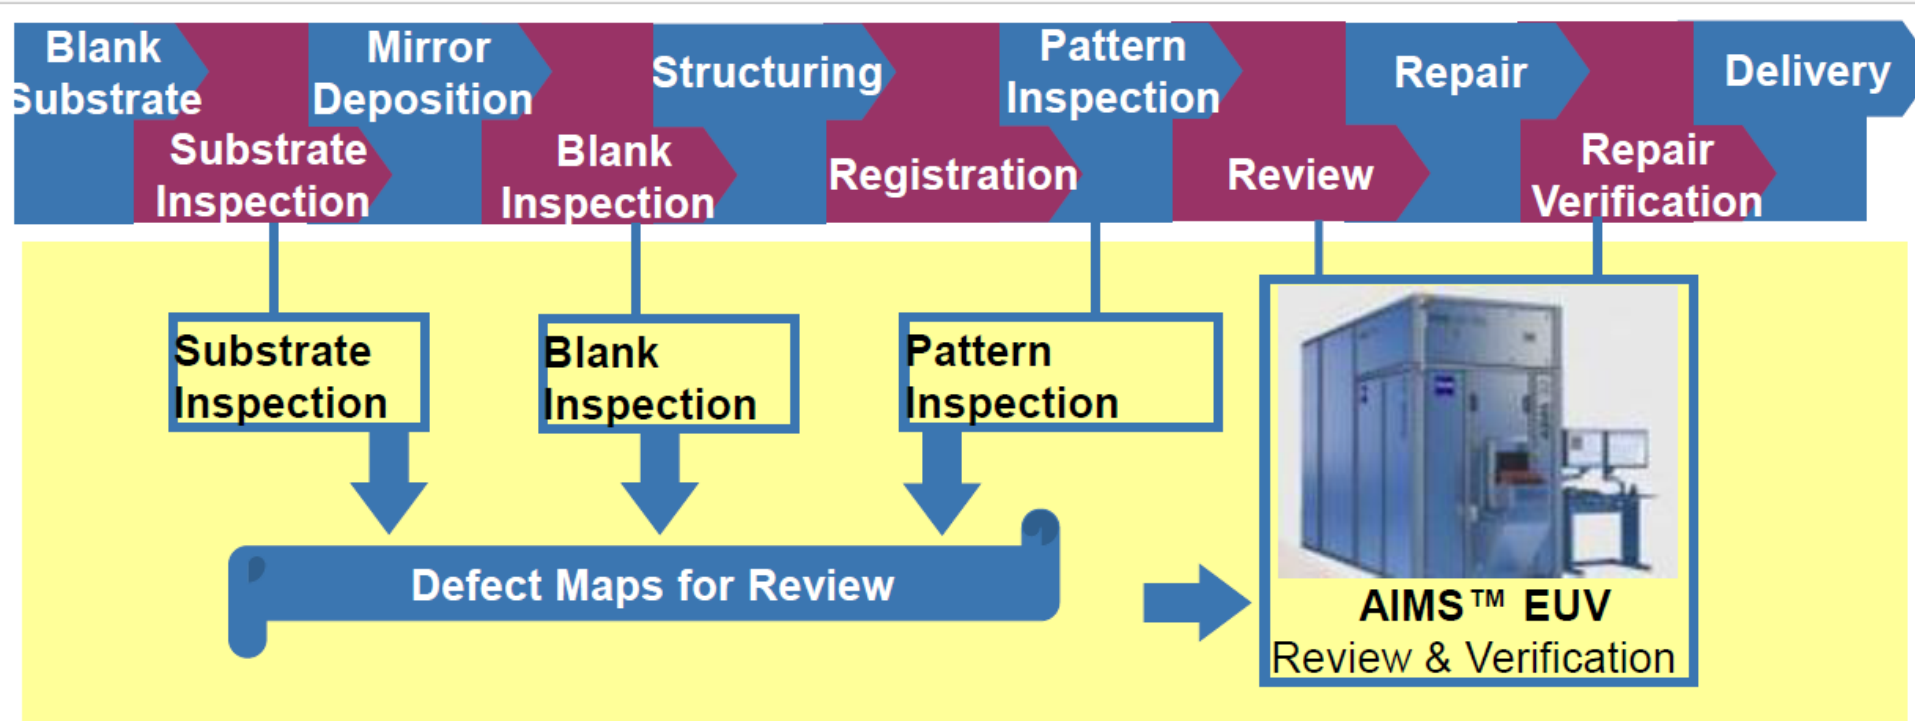 Blank
Substrate
Mirror
Deposition
Structuring
Pattern
Inspection
Repair
Delivery
Substrate
Inspection
Blank
Inspection
Registration
Review
Repair
Verification
Substrate
Inspection
Blank
Inspection
Pattern
Inspection
Defect Maps for Review
AIMS™ EUV
Review & Verification